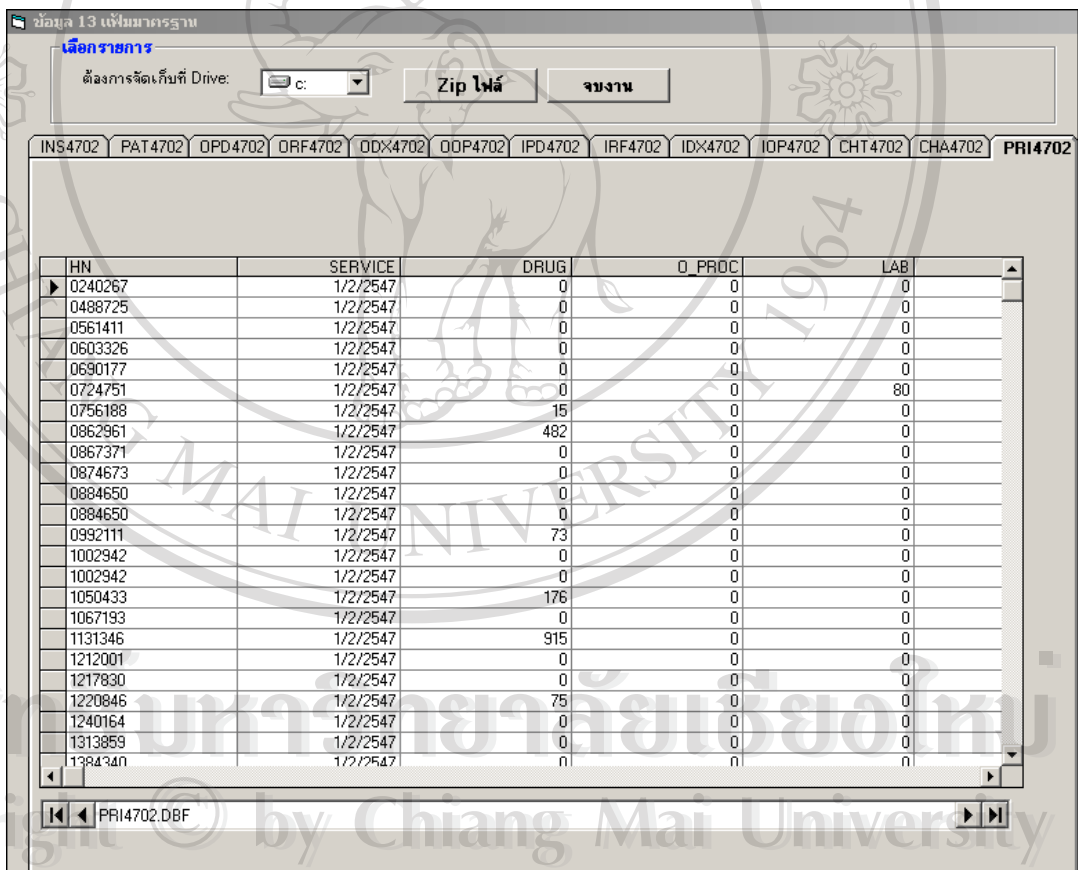 ข้อมูล 13 แฟ้มมาตรฐาน
เลือกรายการ
ต้องการจัดเก็บที่ Drive: c: Zip ไฟล์ จบงาน
INS4702 PAT4702 OPD4702 ORF4702 ODX4702 OOP4702 IPD4702 IRF4702 IDX4702 IOP4702 CHT4702 CHA4702 PRI4702
HN SERVICE DRUG O_PROC LAB
0240267 1/2/2547 0 0 0
0488725 1/2/2547 0 0 0
0561411 1/2/2547 0 0 0
0603326 1/2/2547 0 0 0
0690177 1/2/2547 0 0 0
0724751 1/2/2547 0 0 80
0756188 1/2/2547 15 0 0
0862961 1/2/2547 482 0 0
0867371 1/2/2547 0 0 0
0874673 1/2/2547 0 0 0
0884650 1/2/2547 0 0 0
0884650 1/2/2547 0 0 0
0992111 1/2/2547 73 0 0
1002942 1/2/2547 0 0 0
1002942 1/2/2547 0 0 0
1050433 1/2/2547 176 0 0
1067193 1/2/2547 0 0 0
1131346 1/2/2547 915 0 0
1212001 1/2/2547 0 0 0
1217830 1/2/2547 0 0 0
1220846 1/2/2547 75 0 0
1240164 1/2/2547 0 0 0
1313859 1/2/2547 0 0 0
1384340 1/2/2547 0 0 0
PRI4702.DBF
CHIANG MAI UNIVERSITY 1964
มหาวิทยาลัยเชียงใหม่
© by Chiang Mai University